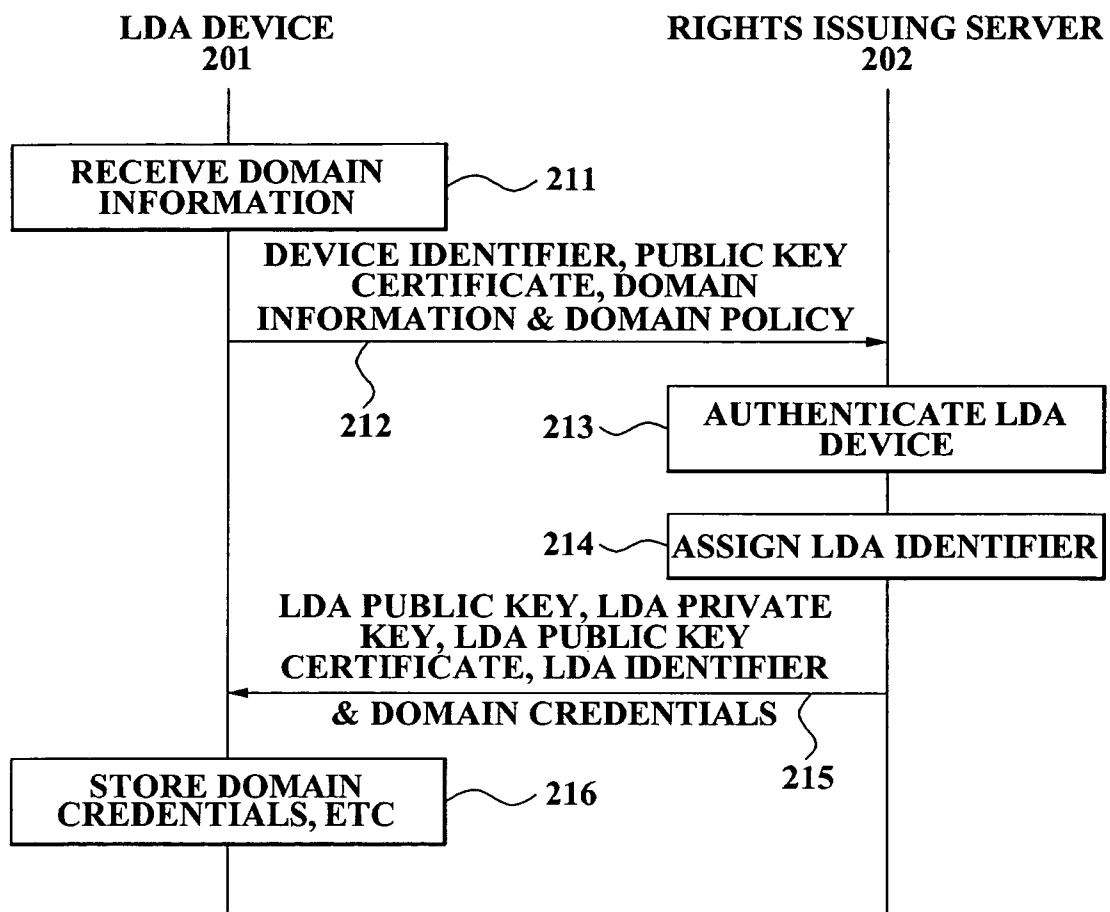 LDA DEVICE
201
RIGHTS ISSUING SERVER
202
RECEIVE DOMAIN
INFORMATION
211
DEVICE IDENTIFIER, PUBLIC KEY
CERTIFICATE, DOMAIN
INFORMATION & DOMAIN POLICY
212
213
AUTHENTICATE LDA
DEVICE
214
ASSIGN LDA IDENTIFIER
LDA PUBLIC KEY, LDA PRIVATE
KEY, LDA PUBLIC KEY
CERTIFICATE, LDA IDENTIFIER
& DOMAIN CREDENTIALS
215
STORE DOMAIN
CREDENTIALS, ETC
216